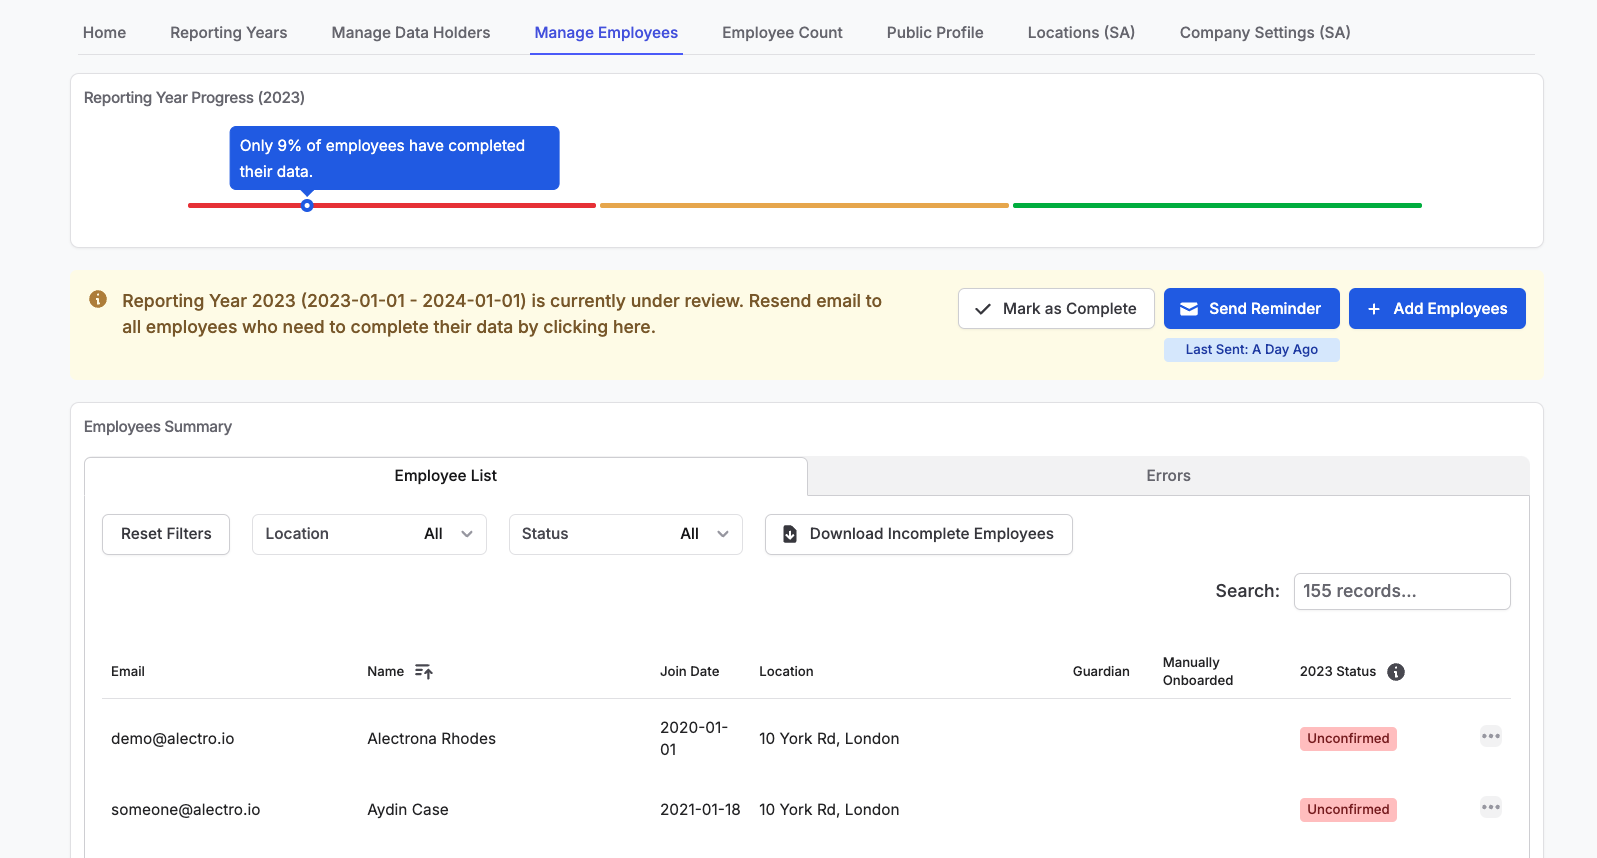 Home Reporting Years Manage Data Holders Manage Employees Employee Count Public Profile Locations (SA) Company Settings (SA)
Reporting Year Progress (2023)
Only 9% of employees have completed
their data.
Reporting Year 2023 (2023-01-01 - 2024-01-01) is currently under review. Resend email to
all employees who need to complete their data by clicking here.
Mark as Complete Send Reminder + Add Employees
Last Sent: A Day Ago
Employees Summary
Employee List Errors
Reset Filters Location All Status All Download Incomplete Employees
Search: 155 records...
Email Name Join Date Location Guardian Manually
Onboarded 2023 Status
demo@alectro.io Alectrona Rhodes 2020-01-
01 10 York Rd, London Unconfirmed
someone@alectro.io Aydin Case 2021-01-18 10 York Rd, London Unconfirmed